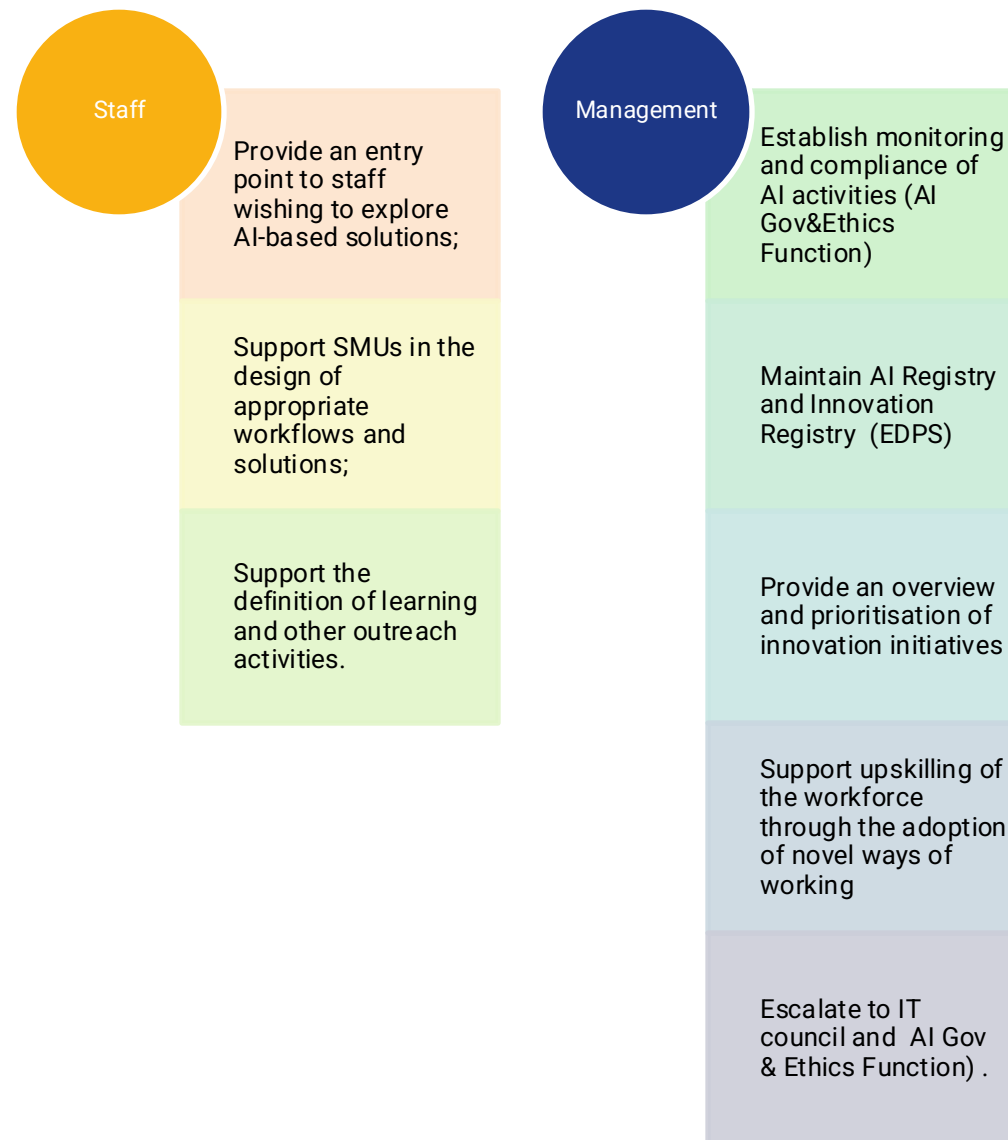 Staff
Provide an entry
point to staff
wishing to explore
AI-based solutions;
Support SMUs in the
design of
appropriate
workflows and
solutions;
Support the
definition of learning
and other outreach
activities.
Management
Establish monitoring
and compliance of
AI activities (AI
Gov&Ethics
Function)
Maintain AI Registry
and Innovation
Registry  (EDPS)
Provide an overview
and prioritisation of
innovation initiatives
Support upskilling of
the workforce
through the adoption
of novel ways of
working
Escalate to IT
council and  AI Gov
& Ethics Function) .